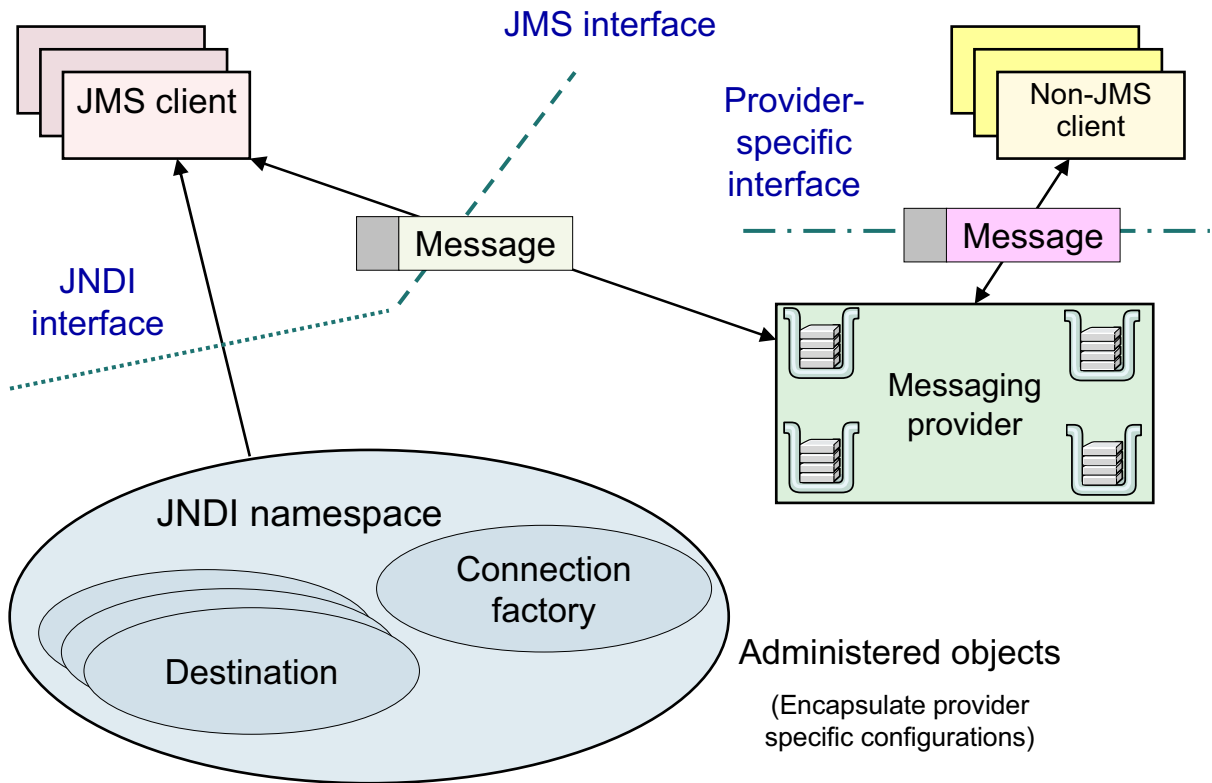 JMS interface
JMS client
Non-JMS
client
Provider-
specific
interface
Message
Message
JNDI
interface
Messaging
provider
JNDI namespace
Connection
factory
Destination
Administered objects
(Encapsulate provider
specific configurations)